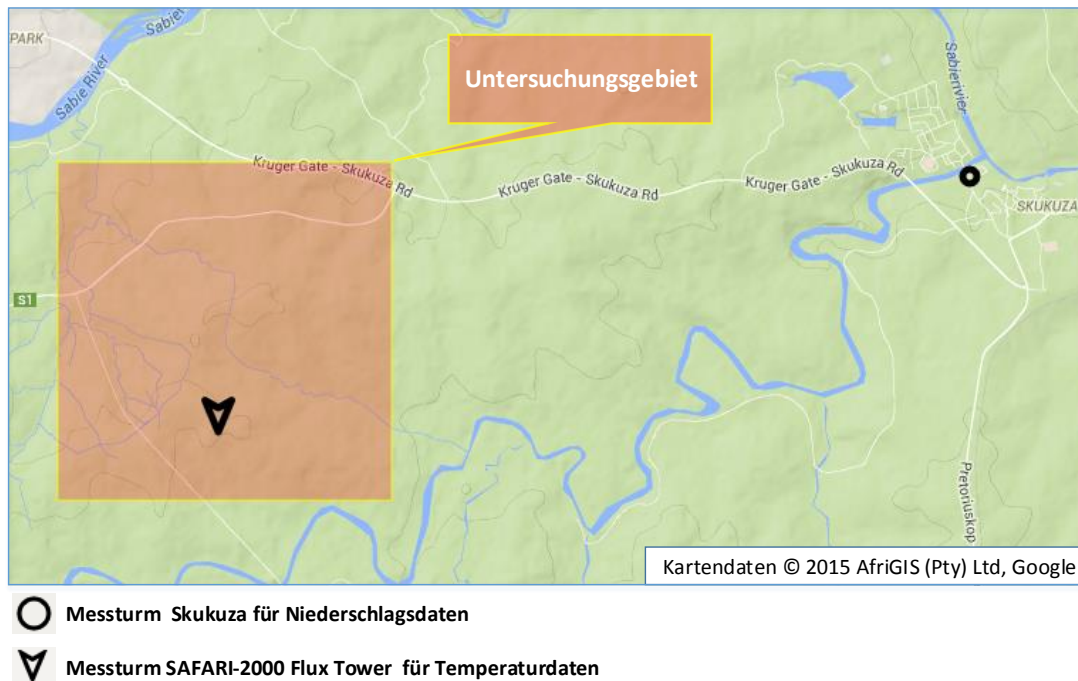 PARK
Sabie River
Sabie
Untersuchungsgebiet
Sabierivier
Kruger Gate - Skukuza Rd
Kruger Gate - Skukuza Rd
Kruger Gate - Skukuza Rd
SKUKUZA
S1
Pretoriuskop
Kartendaten © 2015 AfriGIS (Pty) Ltd, Google
Messturm Skukuza für Niederschlagsdaten
Messturm SAFARI-2000 Flux Tower für Temperaturdaten